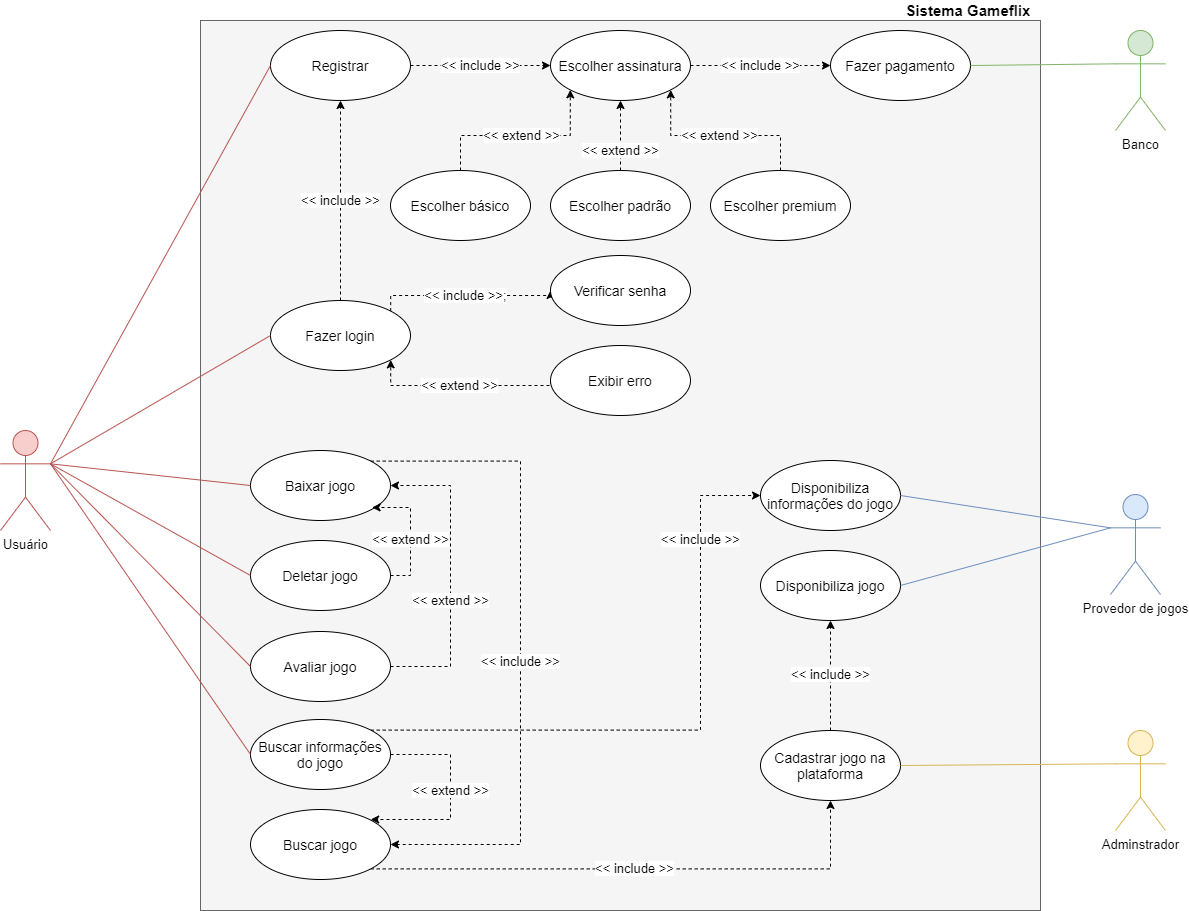 Sistema Gameflix
Registrar
<< include >>
Escolher assinatura
<< include >>
Fazer pagamento
Banco
<< extend >>
<< extend >>
<< extend >>
<< include >>
Escolher básico
Escolher padrão
Escolher premium
Verificar senha
<< include >>
Fazer login
Exibir erro
<< extend >>
Usuário
Baixar jogo
Disponibiliza
informações do jogo
<< extend >>
<< include >>
Deletar jogo
Disponibiliza jogo
<< extend >>
Provedor de jogos
Avaliar jogo
<< include >>
<< include >>
Buscar informações
do jogo
Cadastrar jogo na
plataforma
<< extend >>
Buscar jogo
Adminstrador
<< include >>